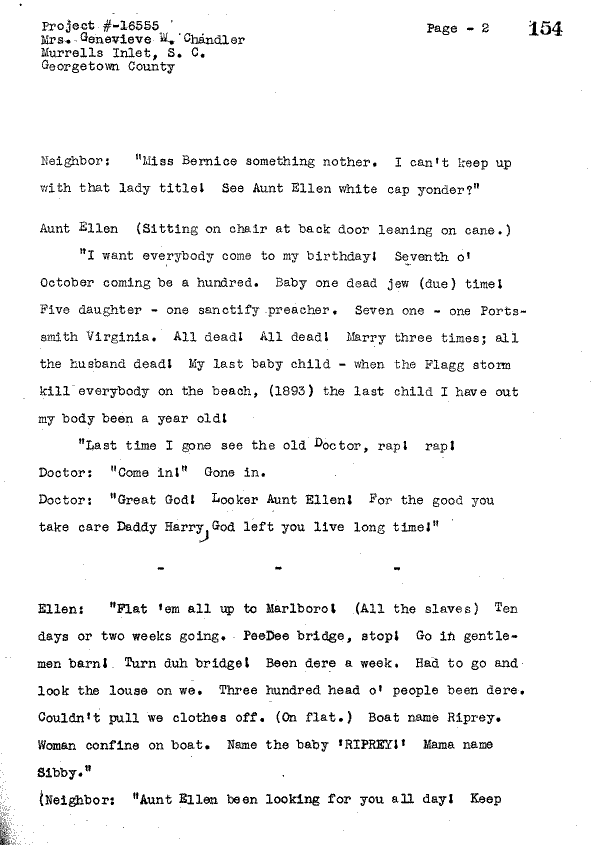 Project #-16555
Mrs. Genevieve W. Chandler
Murrells Inlet, S. C.
Georgetown County
Page - 2 154
Neighbor: "Miss Bernice something nother. I can't keep up
with that lady title! See Aunt Ellen white cap yonder?"
Aunt Ellen (Sitting on chair at back door leaning on cane.)
"I want everybody come to my birthday! Seventh o'
October coming be a hundred. Baby one dead jew (due) time!
Five daughter - one sanctify preacher. Seven one - one Ports-
smith Virginia. All dead! All dead! Marry three times; all
the husband dead! My last baby child - when the Flagg storm
kill everybody on the beach, (1893) the last child I have out
my body been a year old!
"Last time I gone see the old Doctor, rap! rap!
Doctor: "Come in!" Gone in.
Doctor: "Great God! Looker Aunt Ellen! For the good you
take care Daddy Harry, God left you live long time!"
- - -
Ellen: "Flat 'em all up to Marlboro! (All the slaves) Ten
days or two weeks going. PeeDee bridge, stop! Go in gentle-
men barn! Turn duh bridge! Been dere a week. Had to go and
look the louse on we. Three hundred head o' people been dere.
Couldn't pull we clothes off. (On flat.) Boat name Riprey.
Woman confine on boat. Name the baby 'RIPREY!' Mama name
Sibby."
(Neighbor: "Aunt Ellen been looking for you all day! Keep